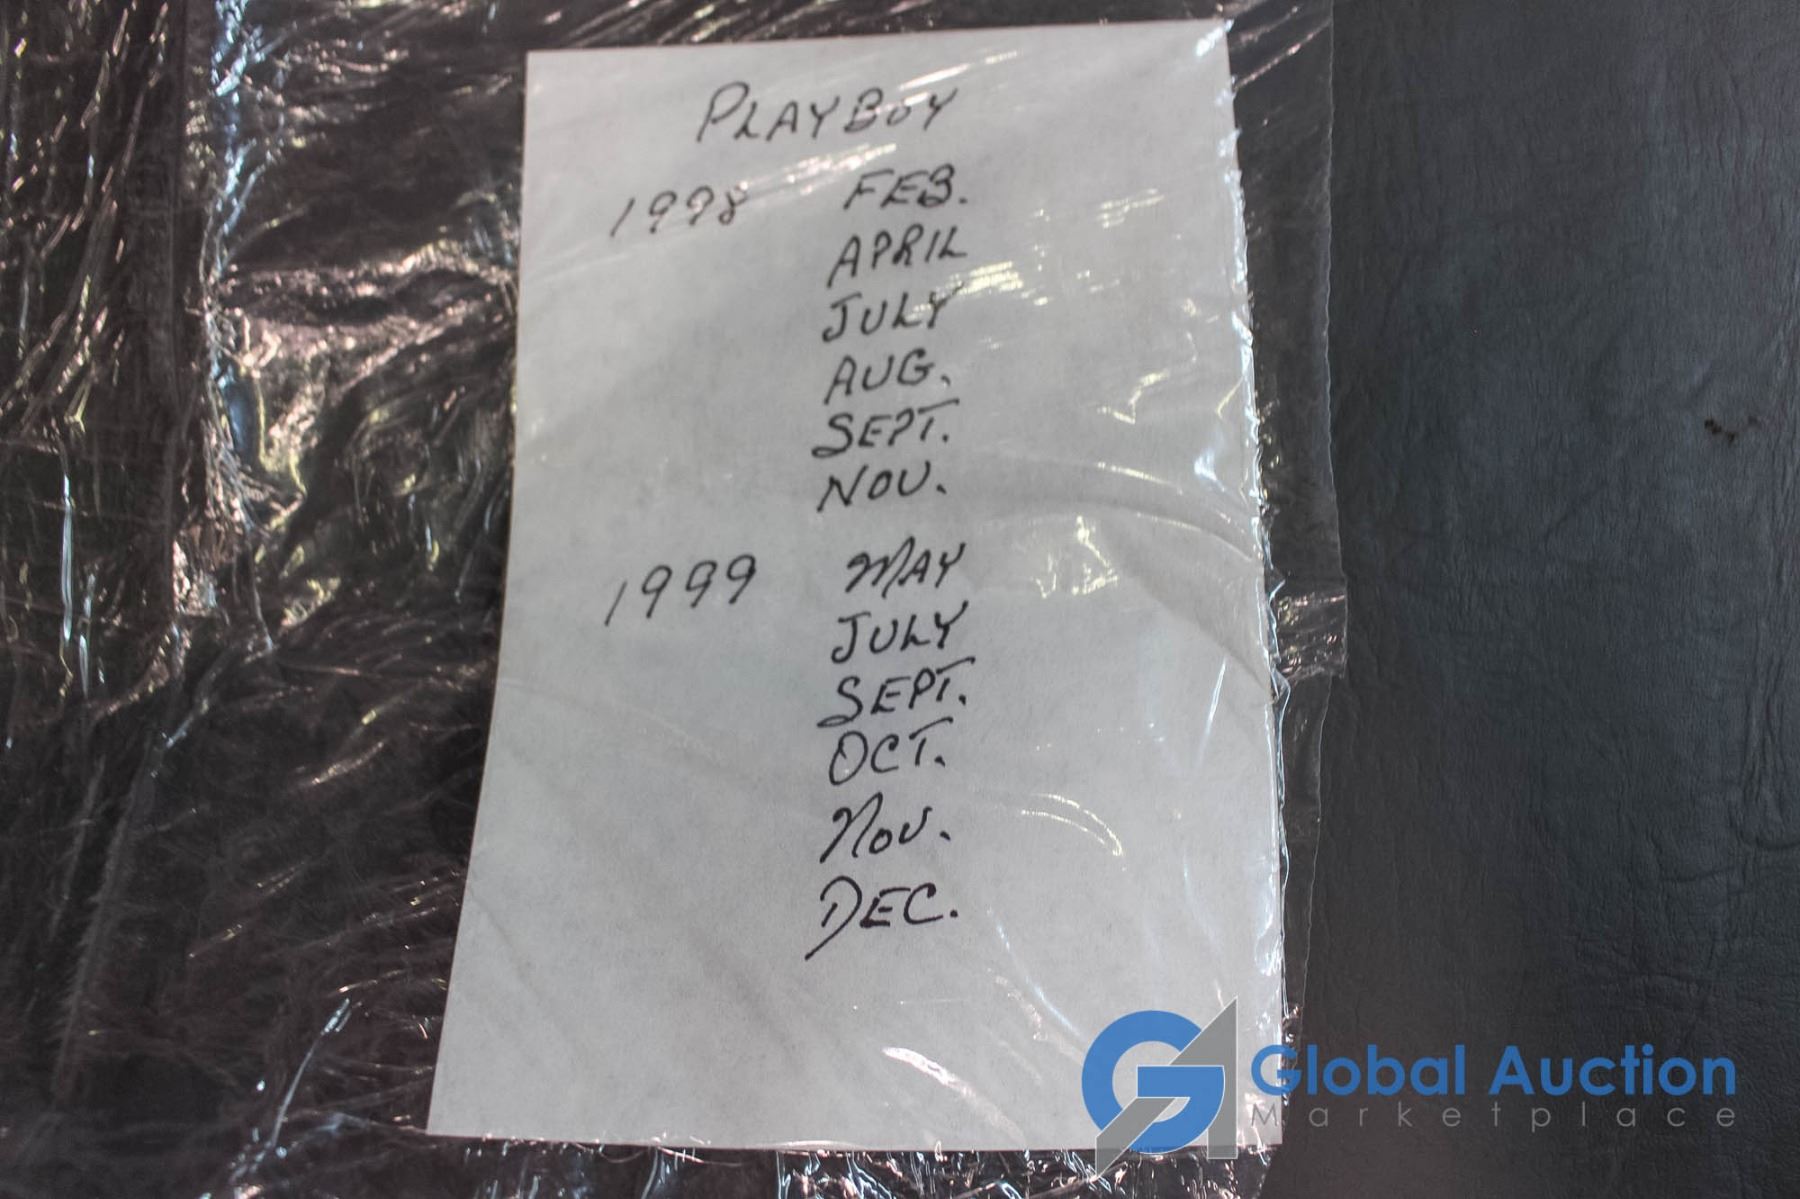 PLAYBOY
1998 FEB.
APRIL
JULY
AUG.
SEPT.
NOV.
1999 MAY
JULY
SEPT.
OCT.
Nov.
DEC.
Global Auction
Marketplace